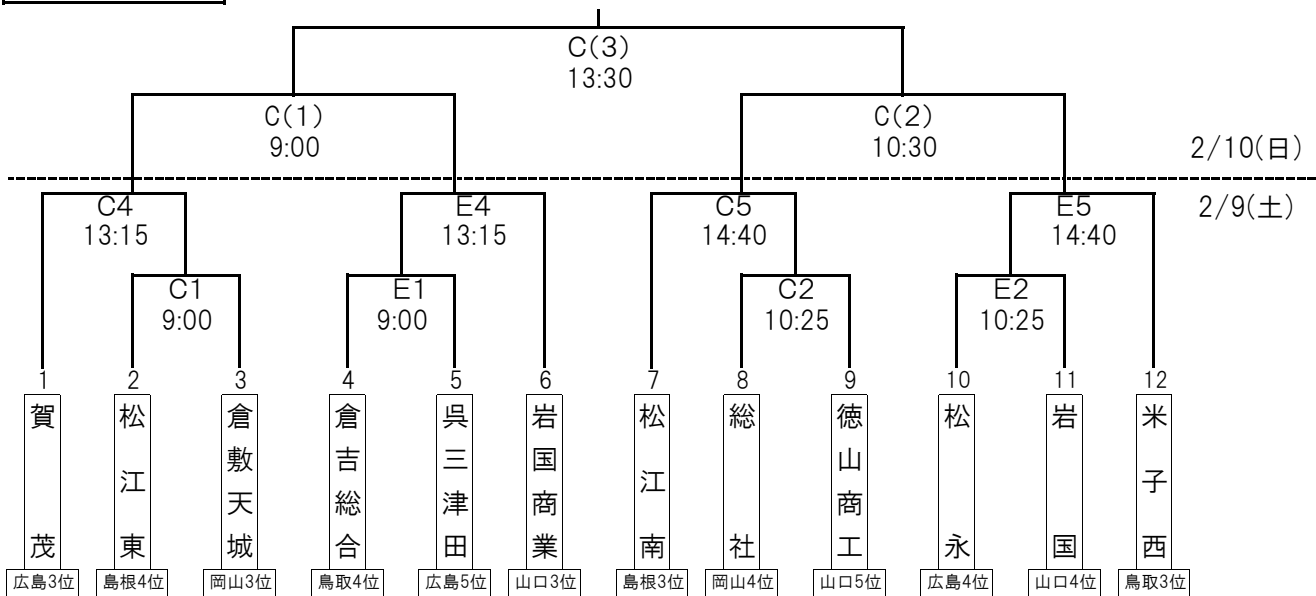 C(3)
13:30
C(1)
9:00
C(2)
10:30
2/10(日)
2/9(土)
C4
13:15
E4
13:15
C5
14:40
E5
14:40
C1
9:00
E1
9:00
C2
10:25
E2
10:25
1
2
3
4
5
6
7
8
9
10
11
12
賀茂
松江東
倉敷天城
倉吉総合
呉三津田
岩国商業
松江南
総社
徳山商工
松永
岩国
米子西
広島3位
島根4位
岡山3位
鳥取4位
広島5位
山口3位
島根3位
岡山4位
山口5位
広島4位
山口4位
鳥取3位